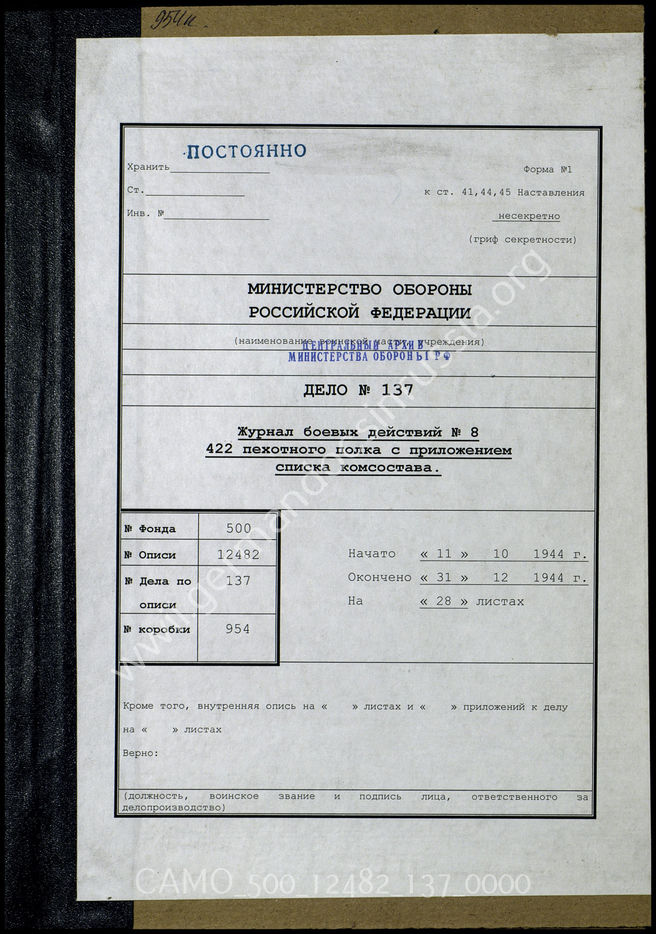 954н.
ПОСТОЯННО
Хранить
Форма №1
Ст.
к ст. 41,44,45 Наставления
Инв. №
несекретно
(гриф секретности)
МИНИСТЕРСТВО ОБОРОНЫ
РОССИЙСКОЙ ФЕДЕРАЦИИ
(наименование воинской части, учреждения)
ЦЕНТРАЛЬНЫЙ АРХИВ
МИНИСТЕРСТВА ОБОРОНЫ РФ
ДЕЛО № 137
Журнал боевых действий № 8
422 пехотного полка с приложением
списка комсостава.
№ Фонда 500
№ Описи 12482
№ Дела по описи 137
№ коробки 954
Начато « 11 » 10 1944 г.
Окончено « 31 » 12 1944 г.
На « 28 » листах
Кроме того, внутренняя опись на « » листах и « » приложений к делу
на « » листах
Верно:
(должность, воинское звание и подпись лица, ответственного за
делопроизводство)
www.germandocsinrussia.org
CAMO_500_12482_137_0000